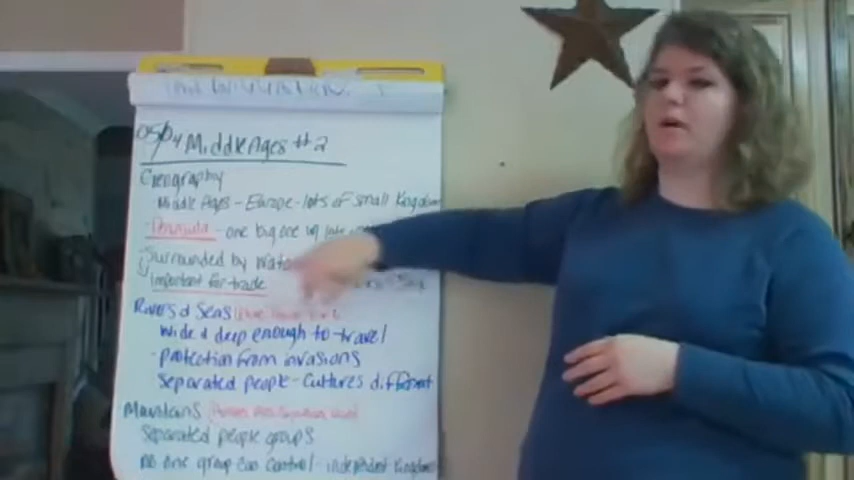 Middle Ages #2
Geography
Middle Ages - Europe - lots of small Kingdom
- Peninsula - one big one w/ lots
Surrounded by water
important for trade
Rivers & Seas
wide & deep enough to travel
- protection from invasions
separated people - cultures different
Mountains
separated people groups
no one group can control - independent Kingdoms